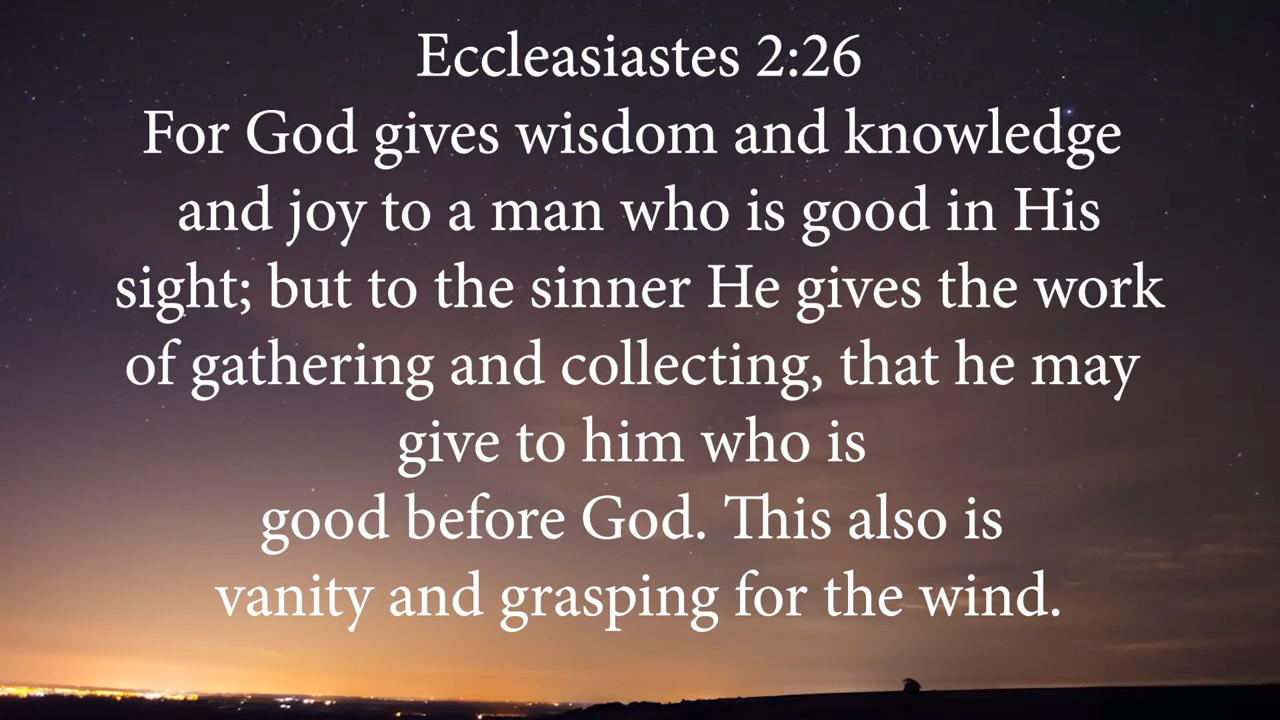 Eccleasiastes 2:26
For God gives wisdom and knowledge
and joy to a man who is good in His
sight; but to the sinner He gives the work
of gathering and collecting, that he may
give to him who is
good before God. This also is
vanity and grasping for the wind.